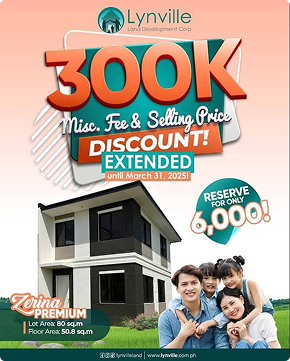 Lynville
Land Development Corp
300K
Misc. Fee & Selling Price
DISCOUNT!
EXTENDED
until March 31, 2025!
RESERVE
FOR ONLY
6,000!
Zerina
PREMIUM
Lot Area: 80 sq.m
Floor Area: 50.8 sq.m
lynvilleland
www.lynville.com.ph